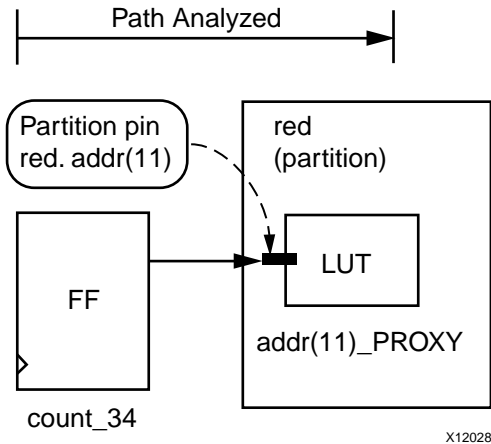 Path Analyzed
Partition pin
red. addr(11)
red
(partition)
FF
LUT
addr(11)_PROXY
count_34
X12028